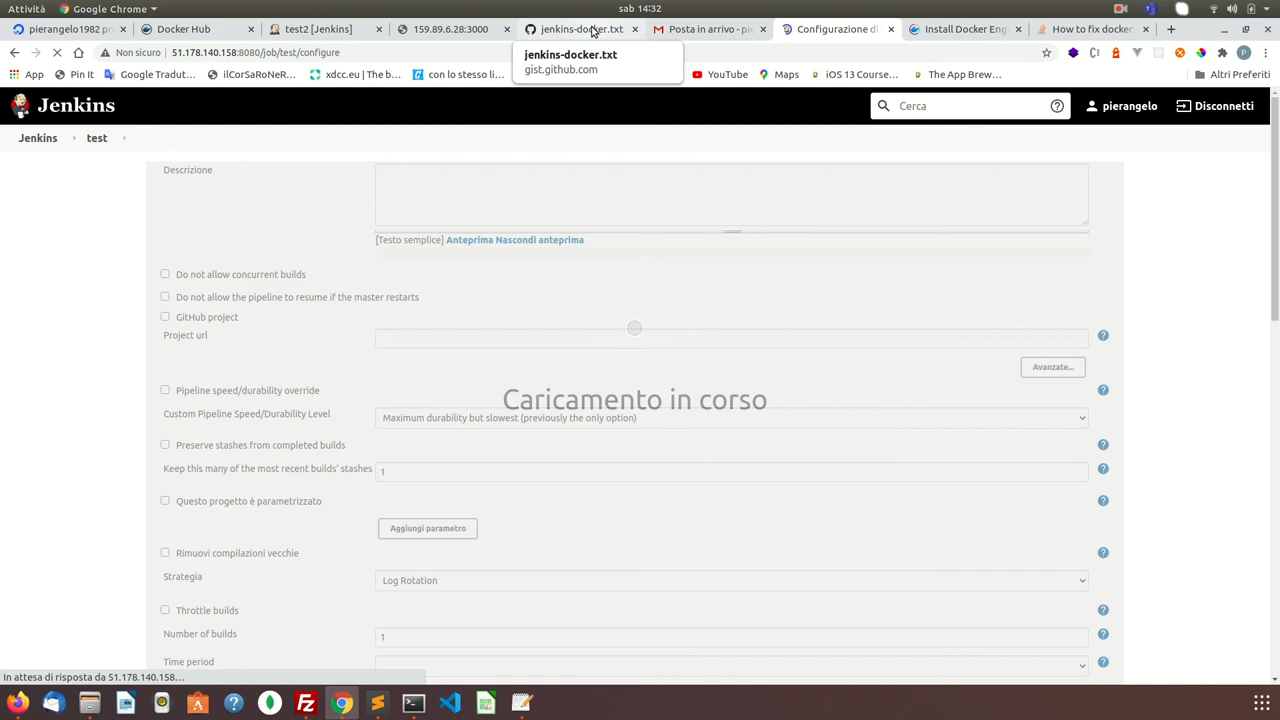 Attività
Google Chrome
sab 14:32
pierangelo1982 pr
Docker Hub
test2 [Jenkins]
159.89.6.28:3000
jenkins-docker.txt
Posta in arrivo - pie
Configurazione di
Install Docker Eng
How to fix docker:
51.178.140.158:8080/job/test/configure
jenkins-docker.txt
gist.github.com
App
Pin It
Google Tradut...
ilCorSaRoNeR...
xdcc.eu | The b...
con lo stesso li...
YouTube
Maps
iOS 13 Course...
The App Brew...
Altri Preferiti
Jenkins
Cerca
pierangelo
Disconnetti
Jenkins
test
Descrizione
[Testo semplice] Anteprima Nascondi anteprima
Do not allow concurrent builds
Do not allow the pipeline to resume if the master restarts
GitHub project
Project url
Avanzate...
Pipeline speed/durability override
Caricamento in corso
Custom Pipeline Speed/Durability Level
Maximum durability but slowest (previously the only option)
Preserve stashes from completed builds
Keep this many of the most recent builds' stashes
1
Questo progetto è parametrizzato
Aggiungi parametro
Rimuovi compilazioni vecchie
Strategia
Log Rotation
Throttle builds
Number of builds
1
Time period
In attesa di risposta da 51.178.140.158...